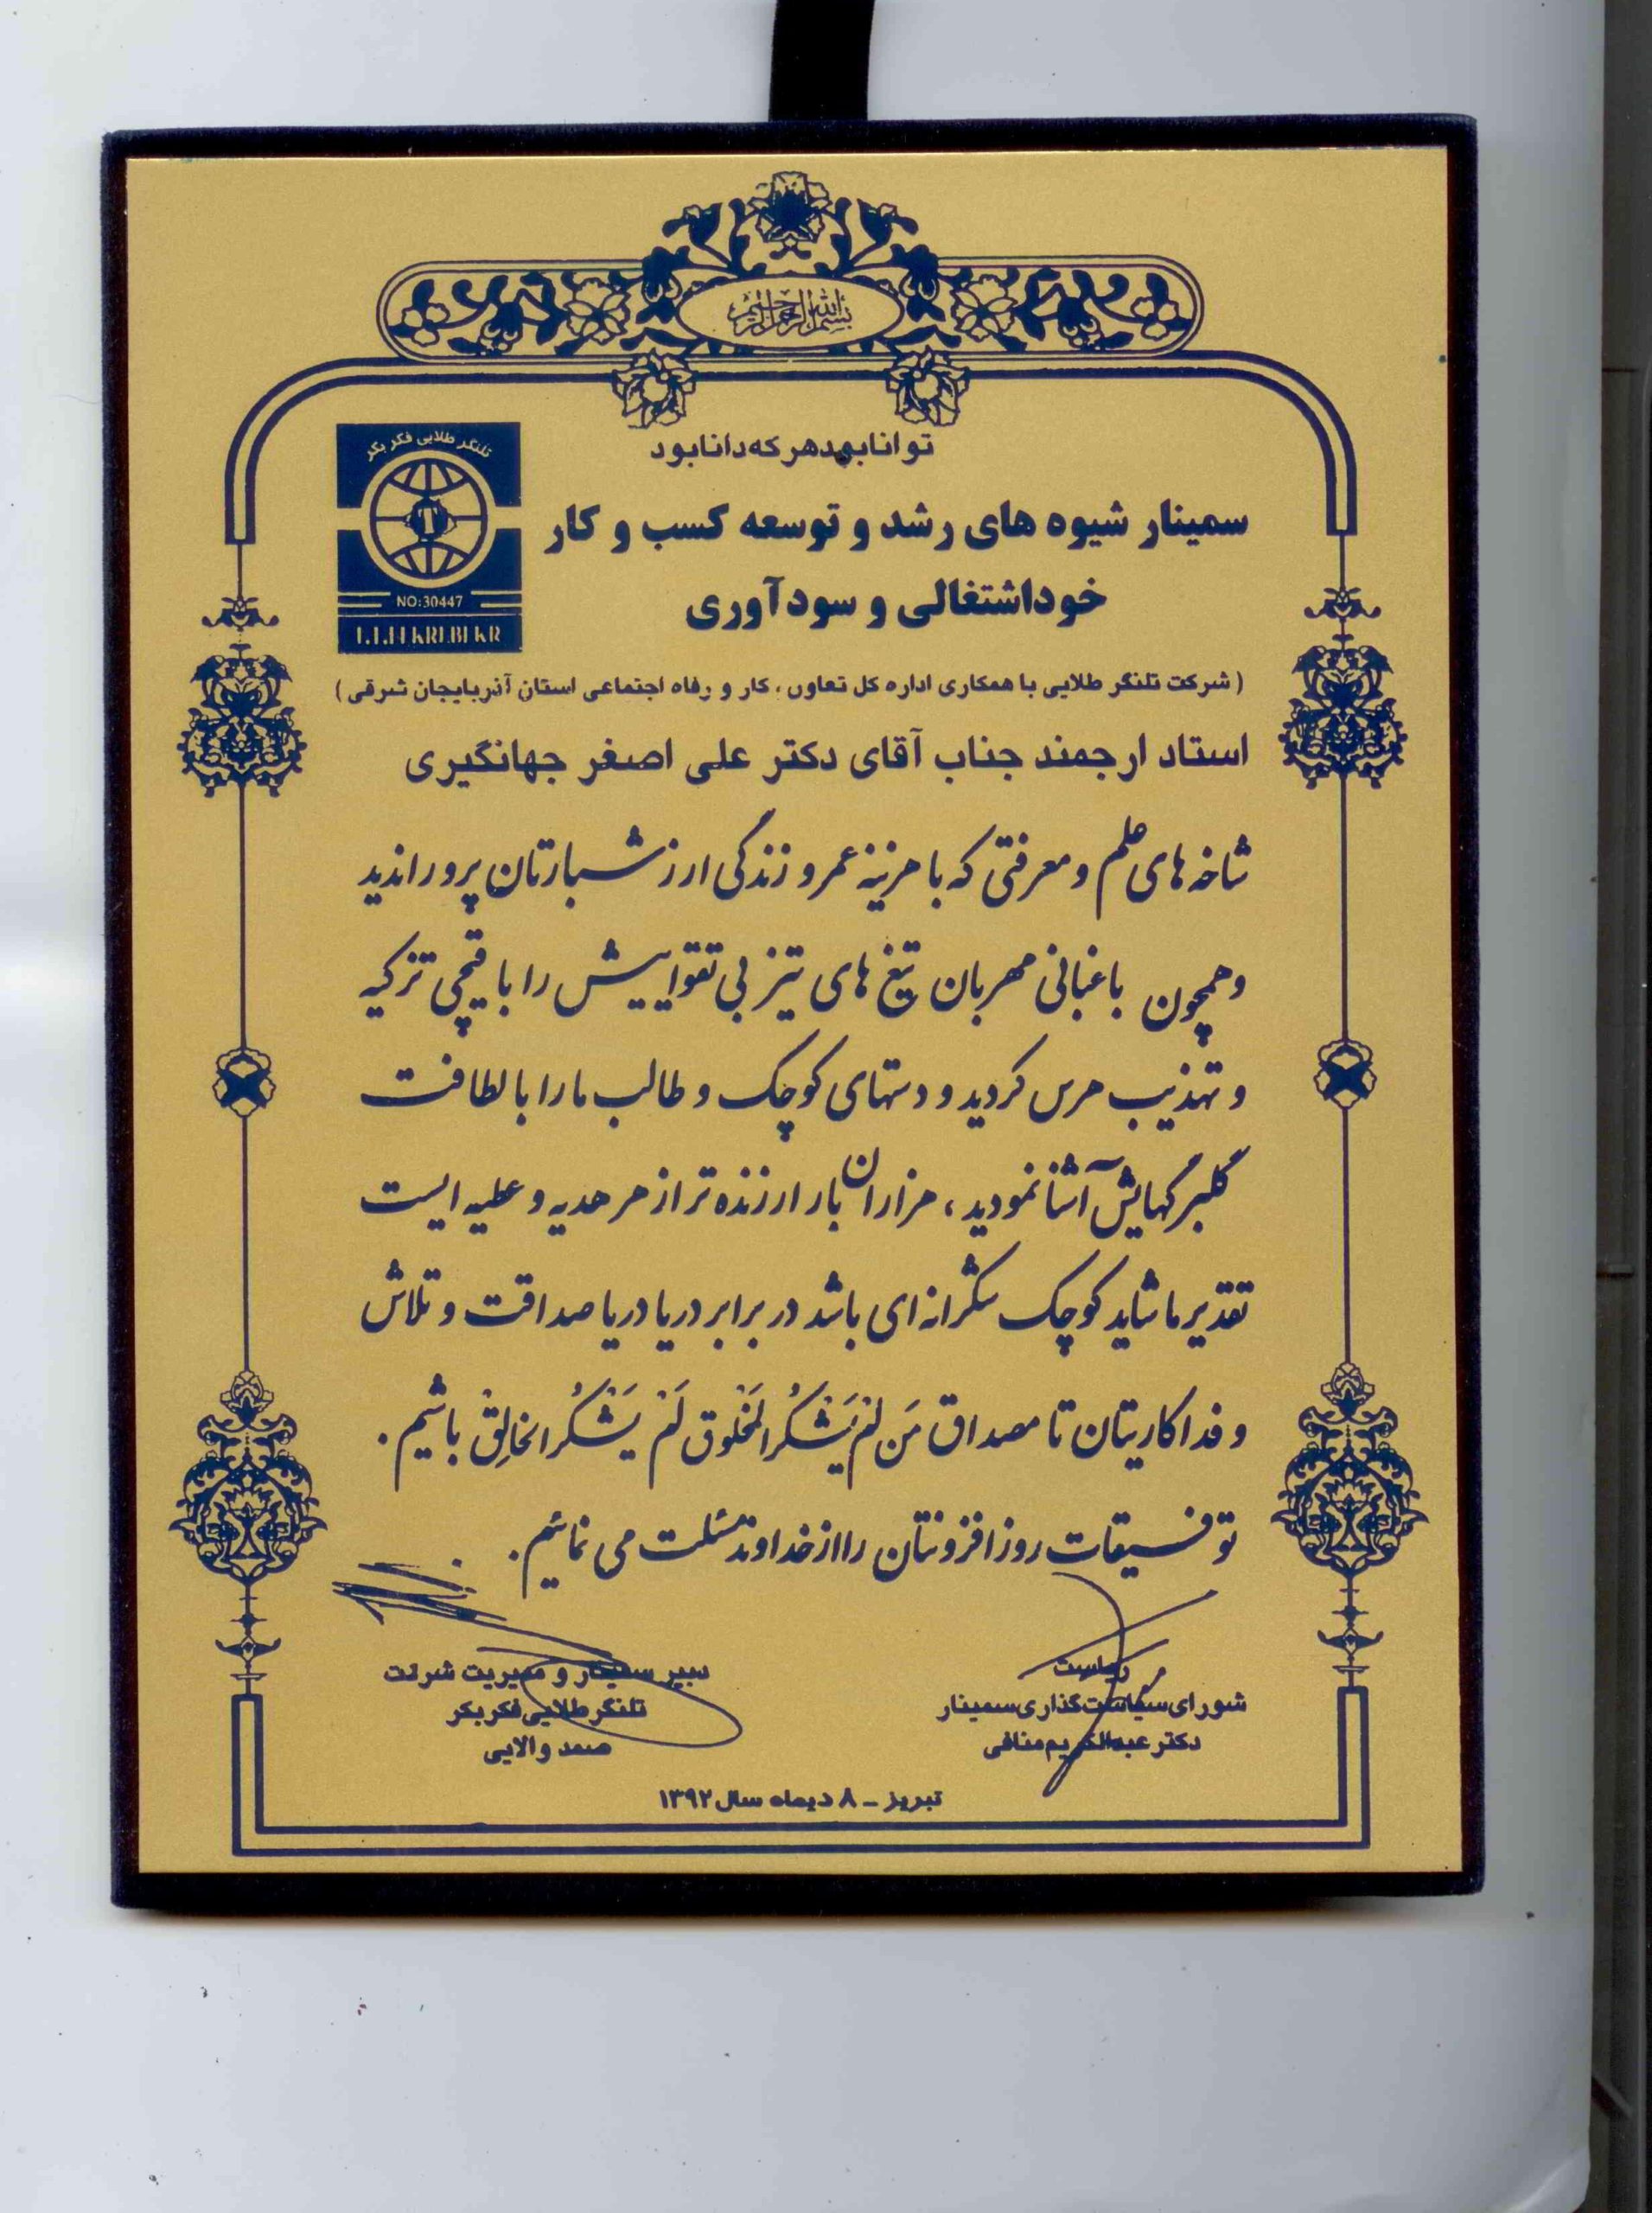 بسم الله الرحمن الرحیم
توانا بود هر که دانا بود
تلنگر طلایی فکر بکر
NO:30447
T.T.FEKREBEKR
سمینار شیوه های رشد و توسعه کسب و کار
خوداشتغالی و سودآوری
(شرکت تلنگر طلایی با همکاری اداره کل تعاون، کار و رفاه اجتماعی استان آذربایجان شرقی)
استاد ارجمند جناب آقای دکتر علی اصغر جهانگیری
شاخه های علم و معرفتی که با هزینه عمر و زندگی ارزشبارتان پروراندید
و همچون باغبانی مهربان تیغ های تیز بی تقواییش را با قیچی تزکیه
و تهذیب هرس کردید و دستهای کوچک و طالب ما را با لطافت
گلبرگهایش آشنا نمودید، هزاران بار ارزنده تر از هر هدیه و عطیه ایست
تقدیر ما شاید کوچک شکرانه ای باشد در برابر دریا دریا صداقت و تلاش
و فداکاریتان تا مصداق مَن لَم یَشکُرِ المَخلوق لَم یَشکُرِ الخالِق باشیم.
توفیقات روزافزونتان را از خداوند مسئلت می نمائیم.
ریاست
شورای سیاست گذاری سمینار
دکتر عبدالکریم منافی
دبیر سمینار و مدیریت شرکت
تلنگر طلایی فکر بکر
صمد والایی
تبریز - ۸ دیماه سال ۱۳۹۲